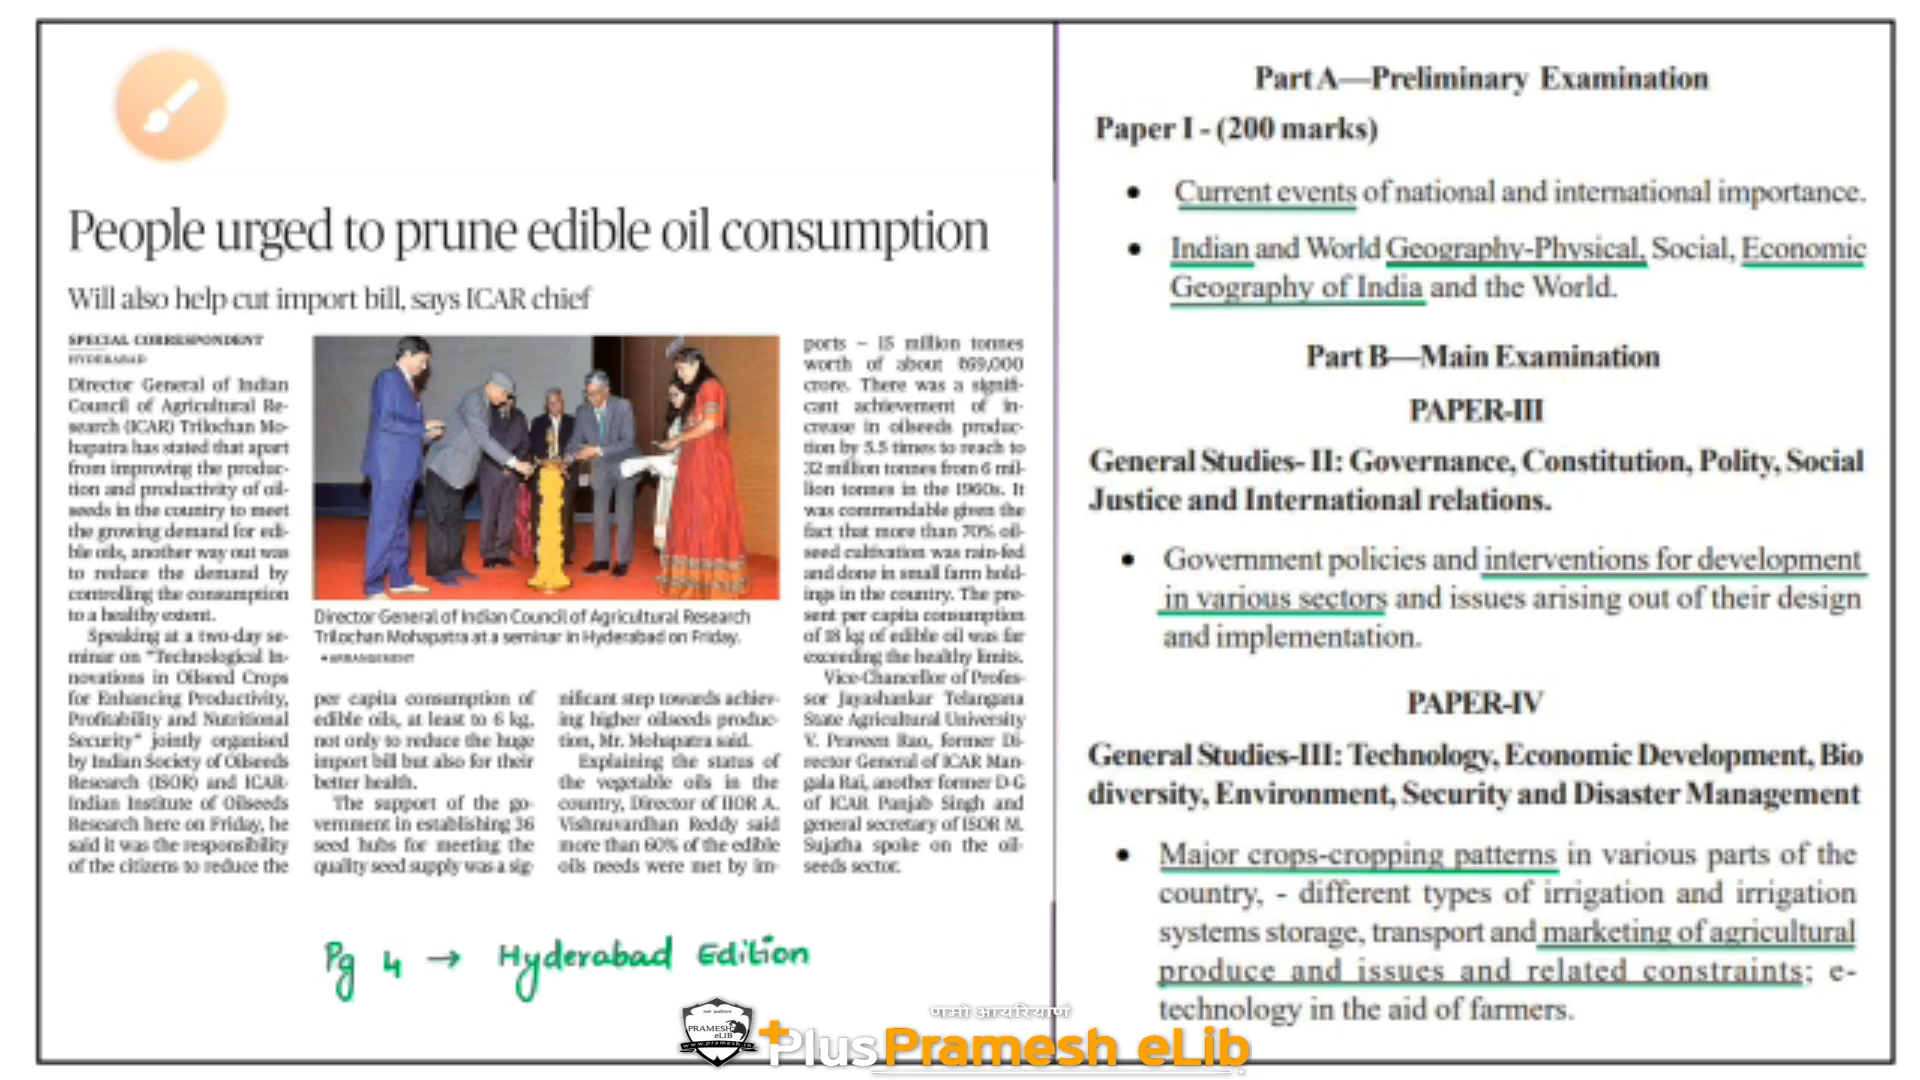 People urged to prune edible oil consumption
Will also help cut import bill, says ICAR chief
SPECIAL CORRESPONDENT
HYDERABAD
Director General of Indian
Council of Agricultural Re-
search (ICAR) Trilochan Mo-
hapatra has stated that apart
from improving the produc-
tion and productivity of oil-
seeds in the country to meet
the growing demand for edi-
ble oils, another way out was
to reduce the demand by
controlling the consumption
to a healthy extent.
Speaking at a two-day se-
minar on "Technological In-
novations in Oilseed Crops
for Enhancing Productivity,
Profitability and Nutritional
Security" jointly organised
by Indian Society of Oilseeds
Research (ISOR) and ICAR-
Indian Institute of Oilseeds
Research here on Friday, he
said it was the responsibility
of the citizens to reduce the
Director General of Indian Council of Agricultural Research
Trilochan Mohapatra at a seminar in Hyderabad on Friday.
ARRANGEMENT
per capita consumption of
edible oils, at least to 6 kg,
not only to reduce the huge
import bill but also for their
better health.
The support of the go-
vernment in establishing 36
seed hubs for meeting the
quality seed supply was a sig-
nificant step towards achiev-
ing higher oilseeds produc-
tion, Mr. Mohapatra said.
Explaining the status of
the vegetable oils in the
country, Director of IIOR A.
Vishnuvardhan Reddy said
more than 60% of the edible
oils needs were met by im-
ports – 15 million tonnes
worth of about ₹69,000
crore. There was a signifi-
cant achievement of in-
crease in oilseeds produc-
tion by 5.5 times to reach to
32 million tonnes from 6 mil-
lion tonnes in the 1960s. It
was commendable given the
fact that more than 70% oil-
seed cultivation was rain-fed
and done in small farm hold-
ings in the country. The pre-
sent per capita consumption
of 18 kg of edible oil was far
exceeding the healthy limits.
Vice-Chancellor of Profes-
sor Jayashankar Telangana
State Agricultural University
V. Praveen Rao, former Di-
rector General of ICAR Man-
gala Rai, another former D-G
of ICAR Panjab Singh and
general secretary of ISOR M.
Sujatha spoke on the oil-
seeds sector.
Pg 4 → Hyderabad Edition
Part A—Preliminary Examination
Paper I - (200 marks)
• Current events of national and international importance.
• Indian and World Geography-Physical, Social, Economic
Geography of India and the World.
Part B—Main Examination
PAPER-III
General Studies- II: Governance, Constitution, Polity, Social
Justice and International relations.
• Government policies and interventions for development
in various sectors and issues arising out of their design
and implementation.
PAPER-IV
General Studies-III: Technology, Economic Development, Bio
diversity, Environment, Security and Disaster Management
• Major crops-cropping patterns in various parts of the
country, - different types of irrigation and irrigation
systems storage, transport and marketing of agricultural
produce and issues and related constraints; e-
technology in the aid of farmers.
PRAMESH
eLIB
www.pramesh.in
णमो आयरियाणं
+Plus Pramesh eLib